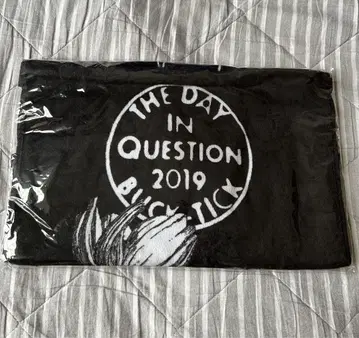 THE DAY
IN
QUESTION
2019
BUCK-TICK